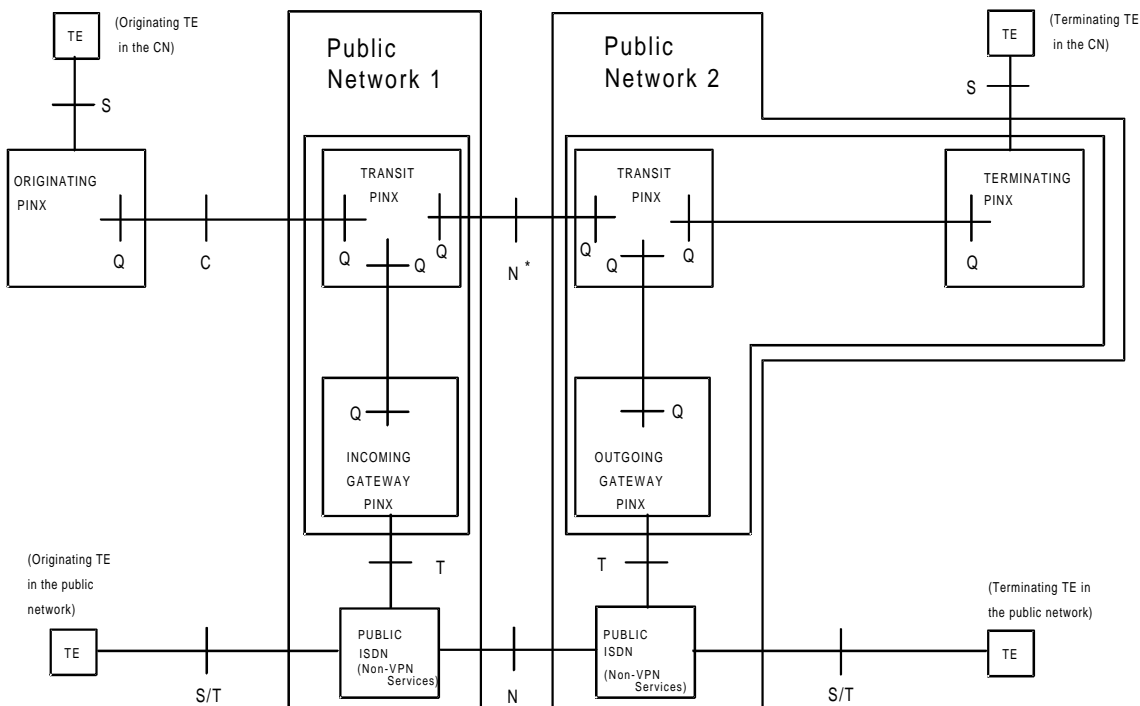 TE
(Originating TE
in the CN)
S
Public
Network 1
Public
Network 2
TE
(Terminating TE
in the CN)
S
ORIGINATING
PINX
Q
C
TRANSIT
PINX
Q
Q
Q
N *
TRANSIT
PINX
Q
Q
Q
TERMINATING
PINX
Q
Q
INCOMING
GATEWAY
PINX
Q
OUTGOING
GATEWAY
PINX
T
T
(Originating TE
in the public
network)
TE
S/T
PUBLIC
ISDN
(Non-VPN
Services)
N
PUBLIC
ISDN
(Non-VPN
Services)
S/T
(Terminating TE in
the public network)
TE